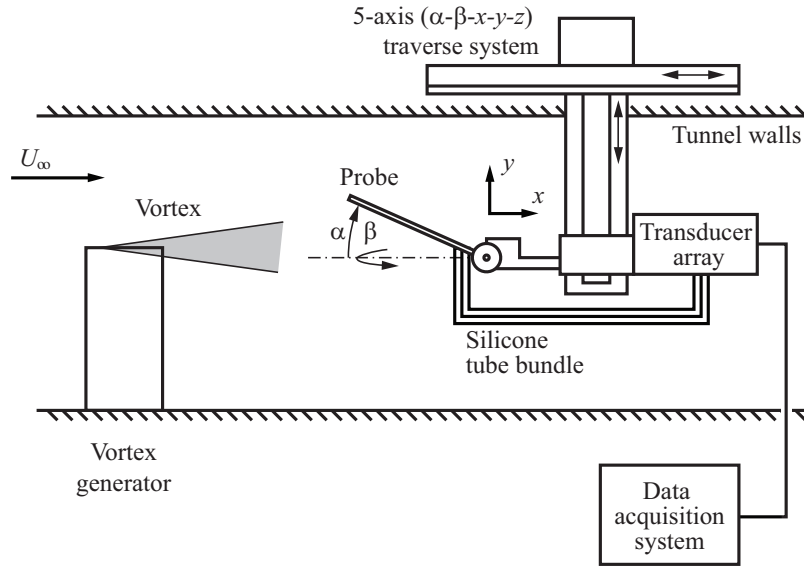 5-axis (α-β-x-y-z)
traverse system
Tunnel walls
U∞
Probe
y
x
Vortex
α
β
Transducer
array
Silicone
tube bundle
Vortex
generator
Data
acquisition
system